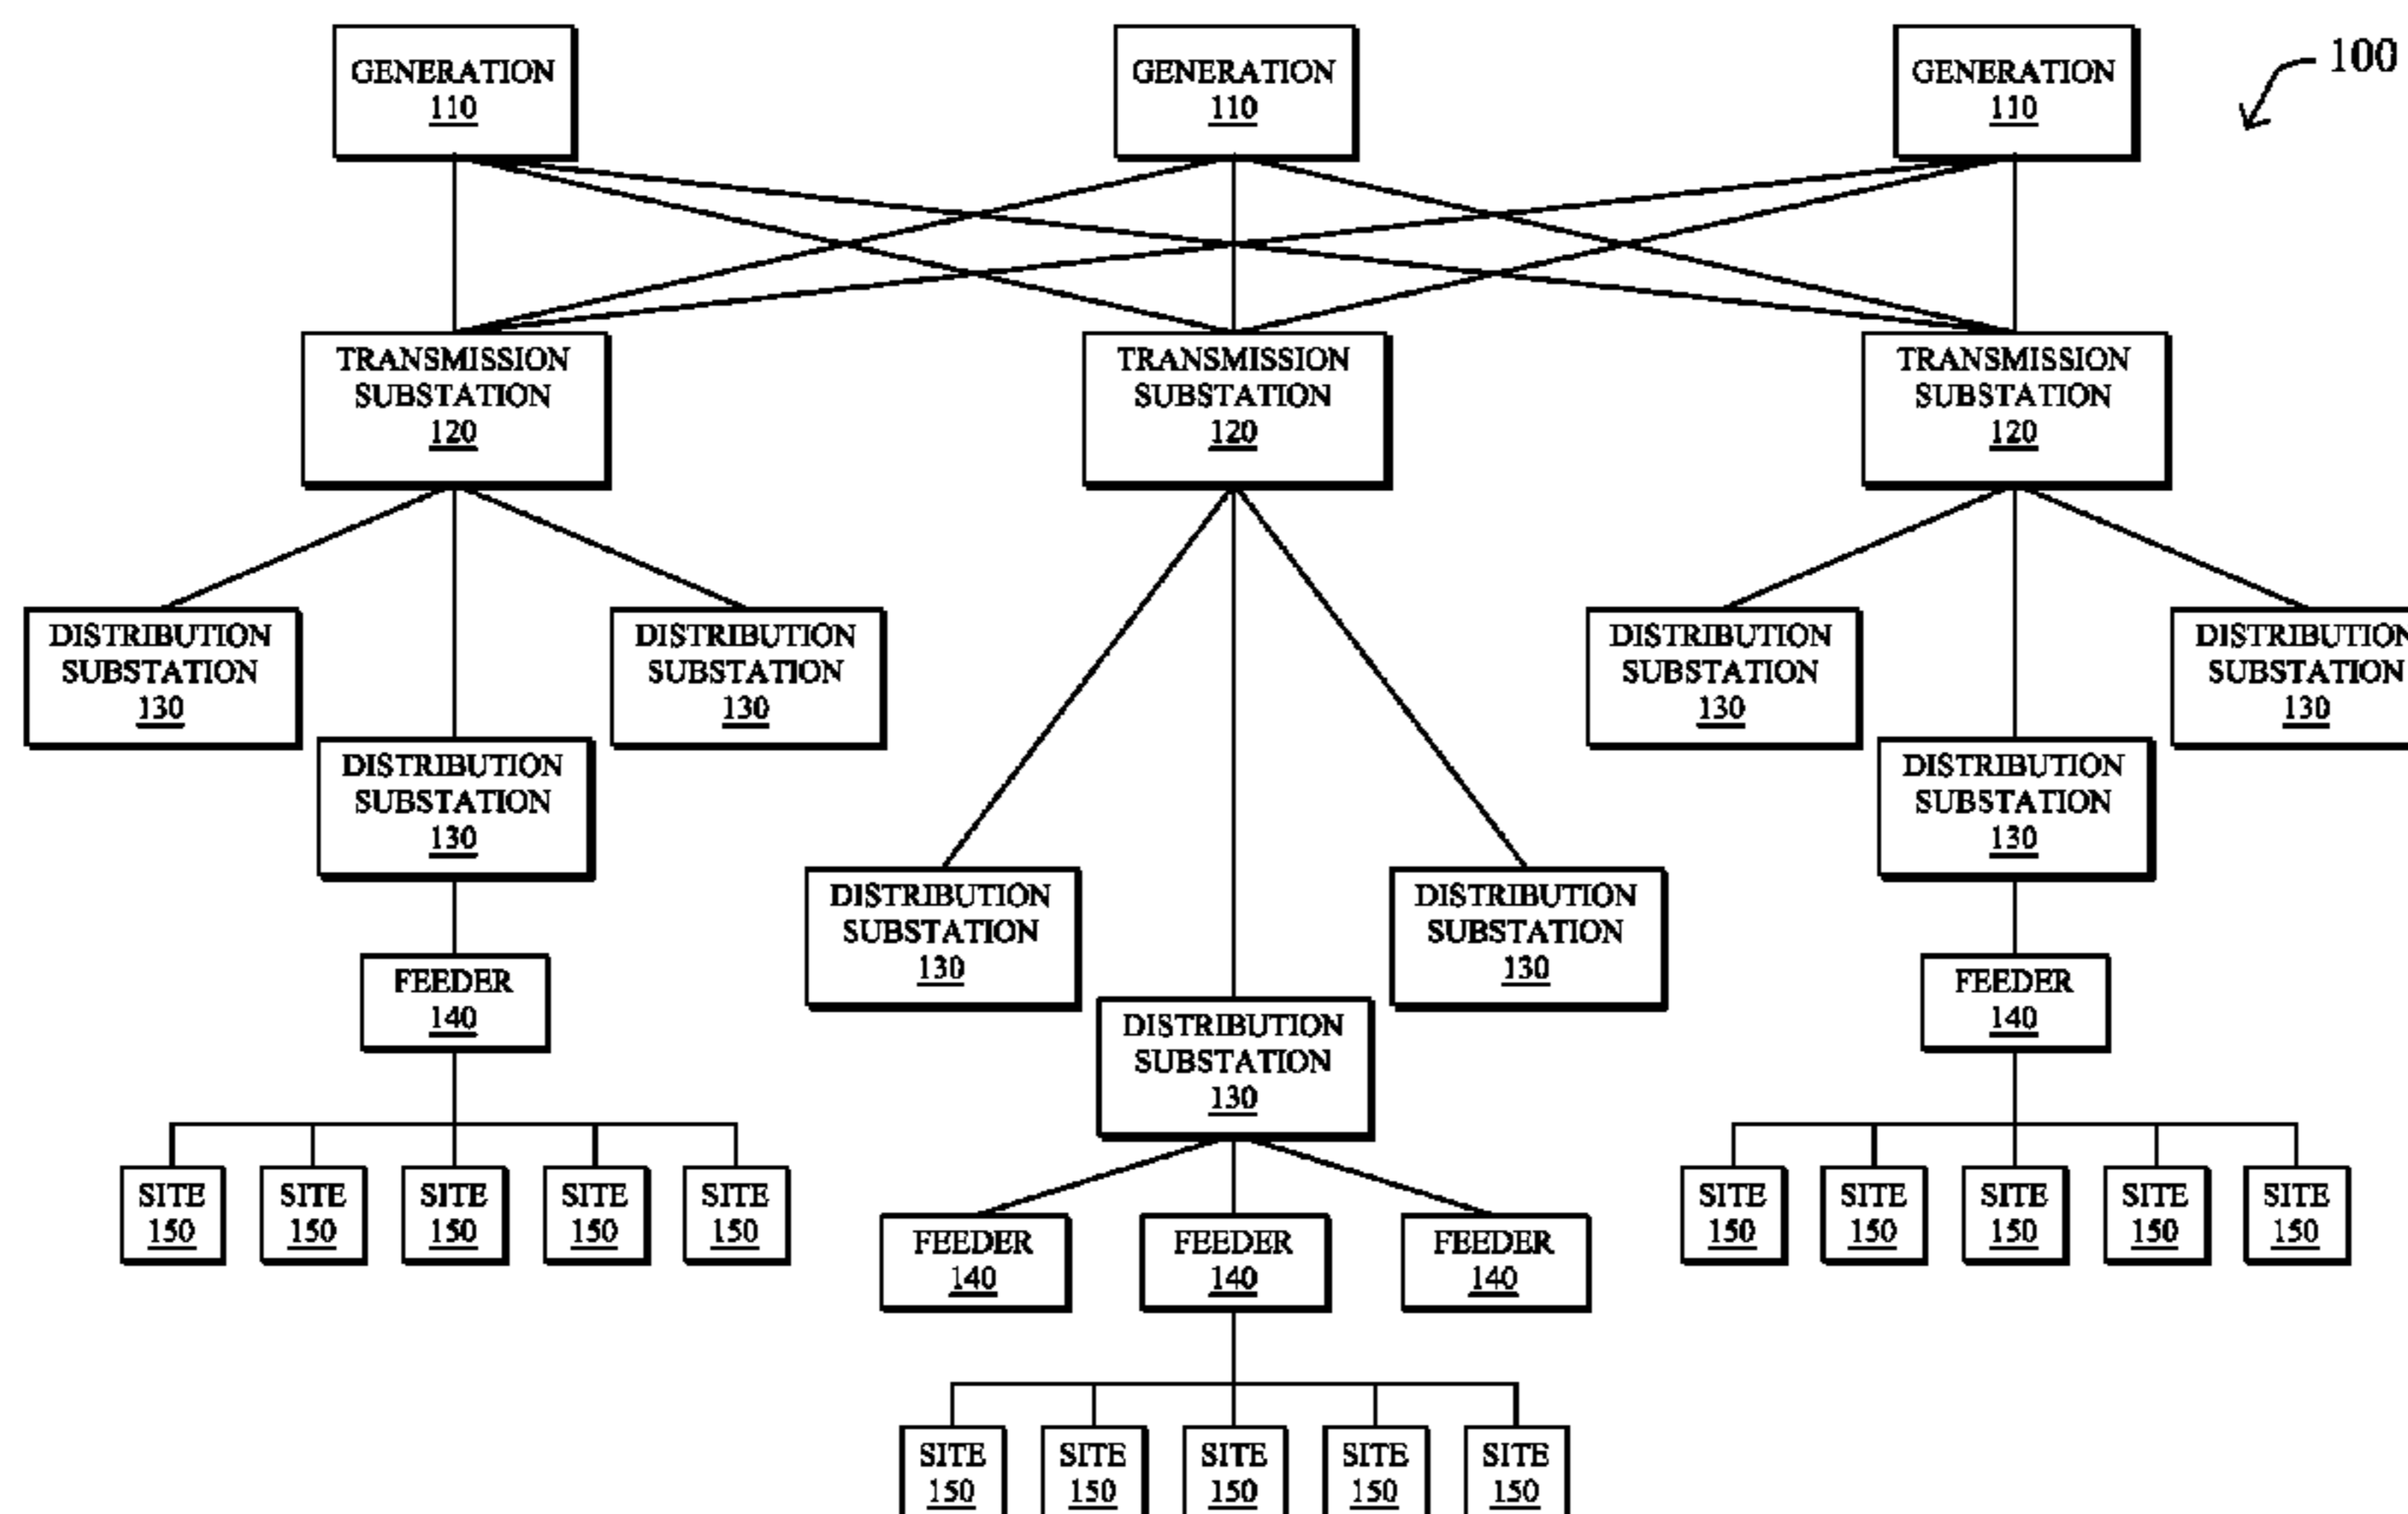 GENERATION
110
GENERATION
110
GENERATION
110
100
TRANSMISSION
SUBSTATION
120
TRANSMISSION
SUBSTATION
120
TRANSMISSION
SUBSTATION
120
DISTRIBUTION
SUBSTATION
130
DISTRIBUTION
SUBSTATION
130
DISTRIBUTION
SUBSTATION
130
DISTRIBUTION
SUBSTATION
130
DISTRIBUTION
SUBSTATION
130
DISTRIBUTION
SUBSTATION
130
DISTRIBUTION
SUBSTATION
130
DISTRIBUTION
SUBSTATION
130
FEEDER
140
FEEDER
140
DISTRIBUTION
SUBSTATION
130
SITE
150
SITE
150
SITE
150
SITE
150
SITE
150
SITE
150
SITE
150
SITE
150
SITE
150
SITE
150
FEEDER
140
FEEDER
140
FEEDER
140
SITE
150
SITE
150
SITE
150
SITE
150
SITE
150